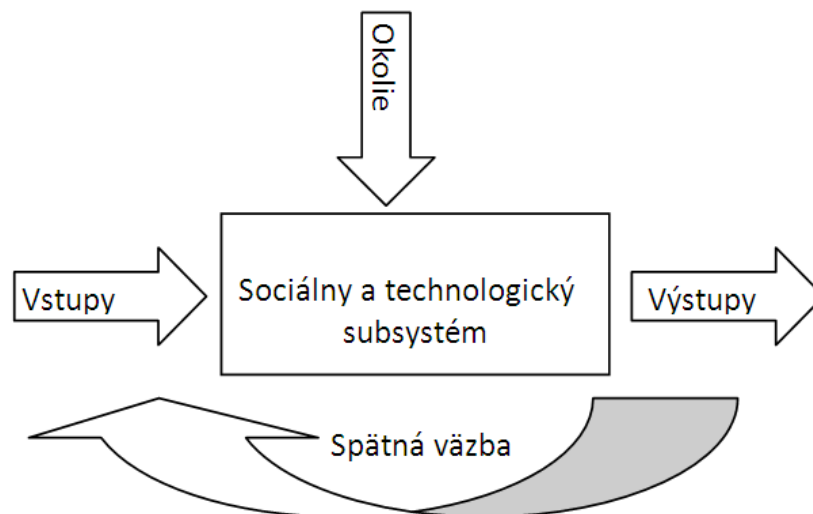 Okolie
Vstupy
Sociálny a technologický
subsystém
Výstupy
Spätná väzba